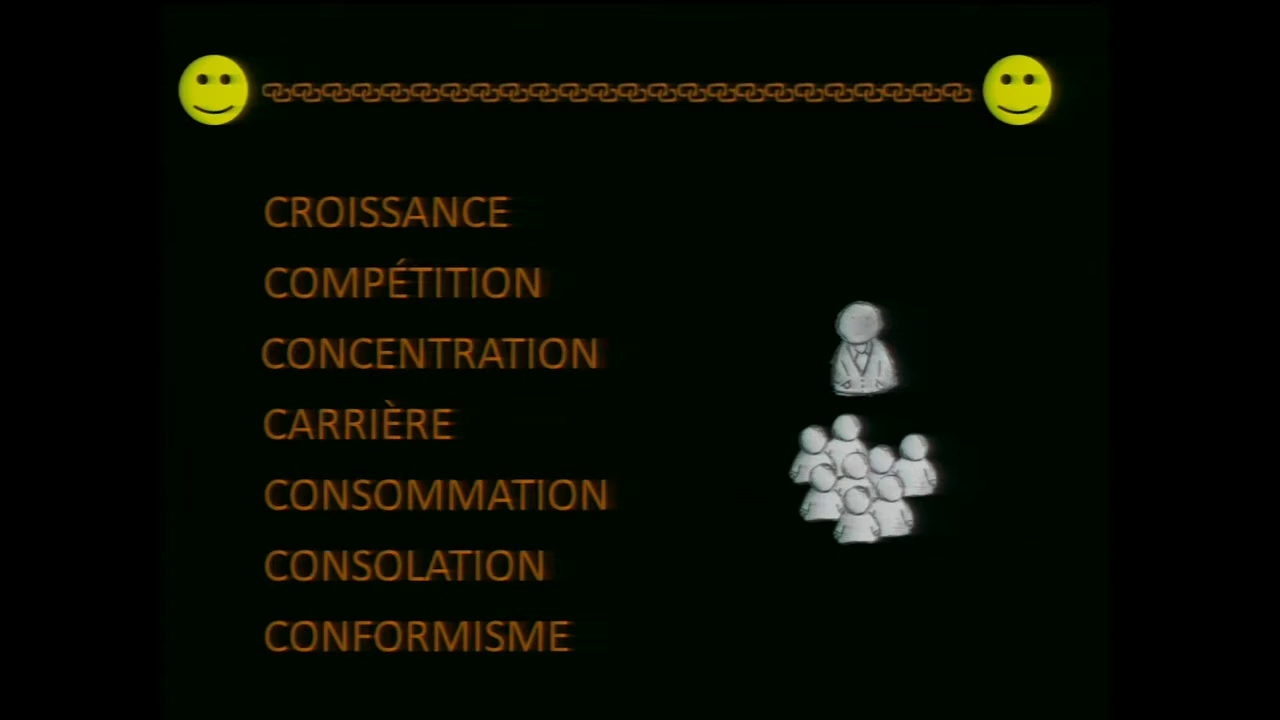 CROISSANCE
COMPÉTITION
CONCENTRATION
CARRIÈRE
CONSOMMATION
CONSOLATION
CONFORMISME